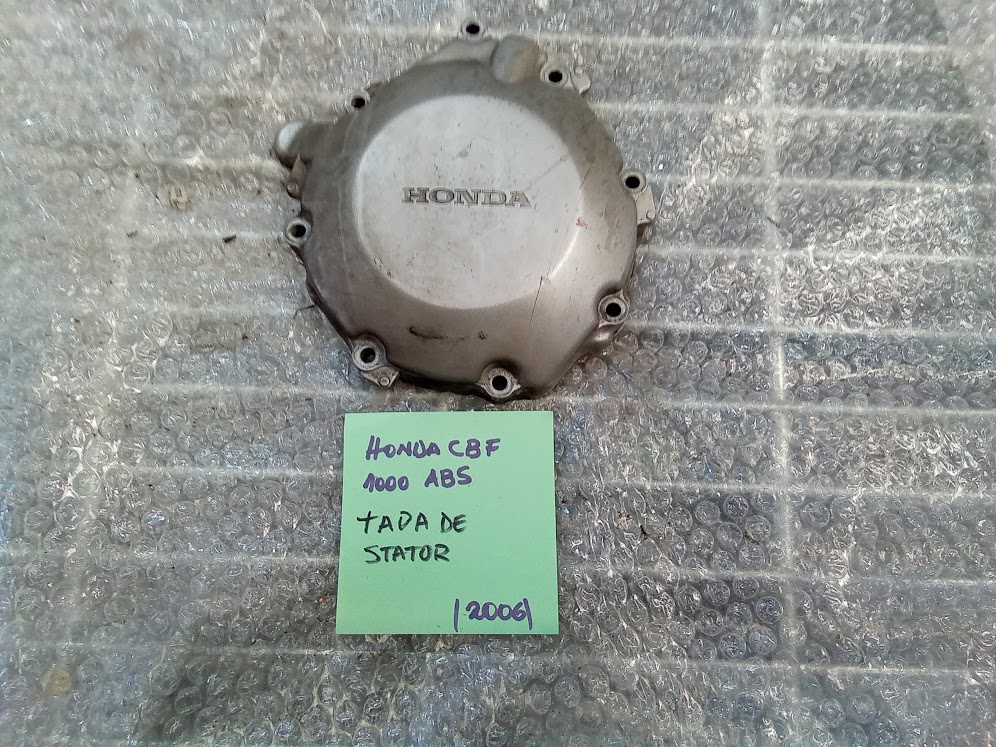 HONDA
HONDA CBF
1000 ABS
TAPA DE
STATOR
(2006)